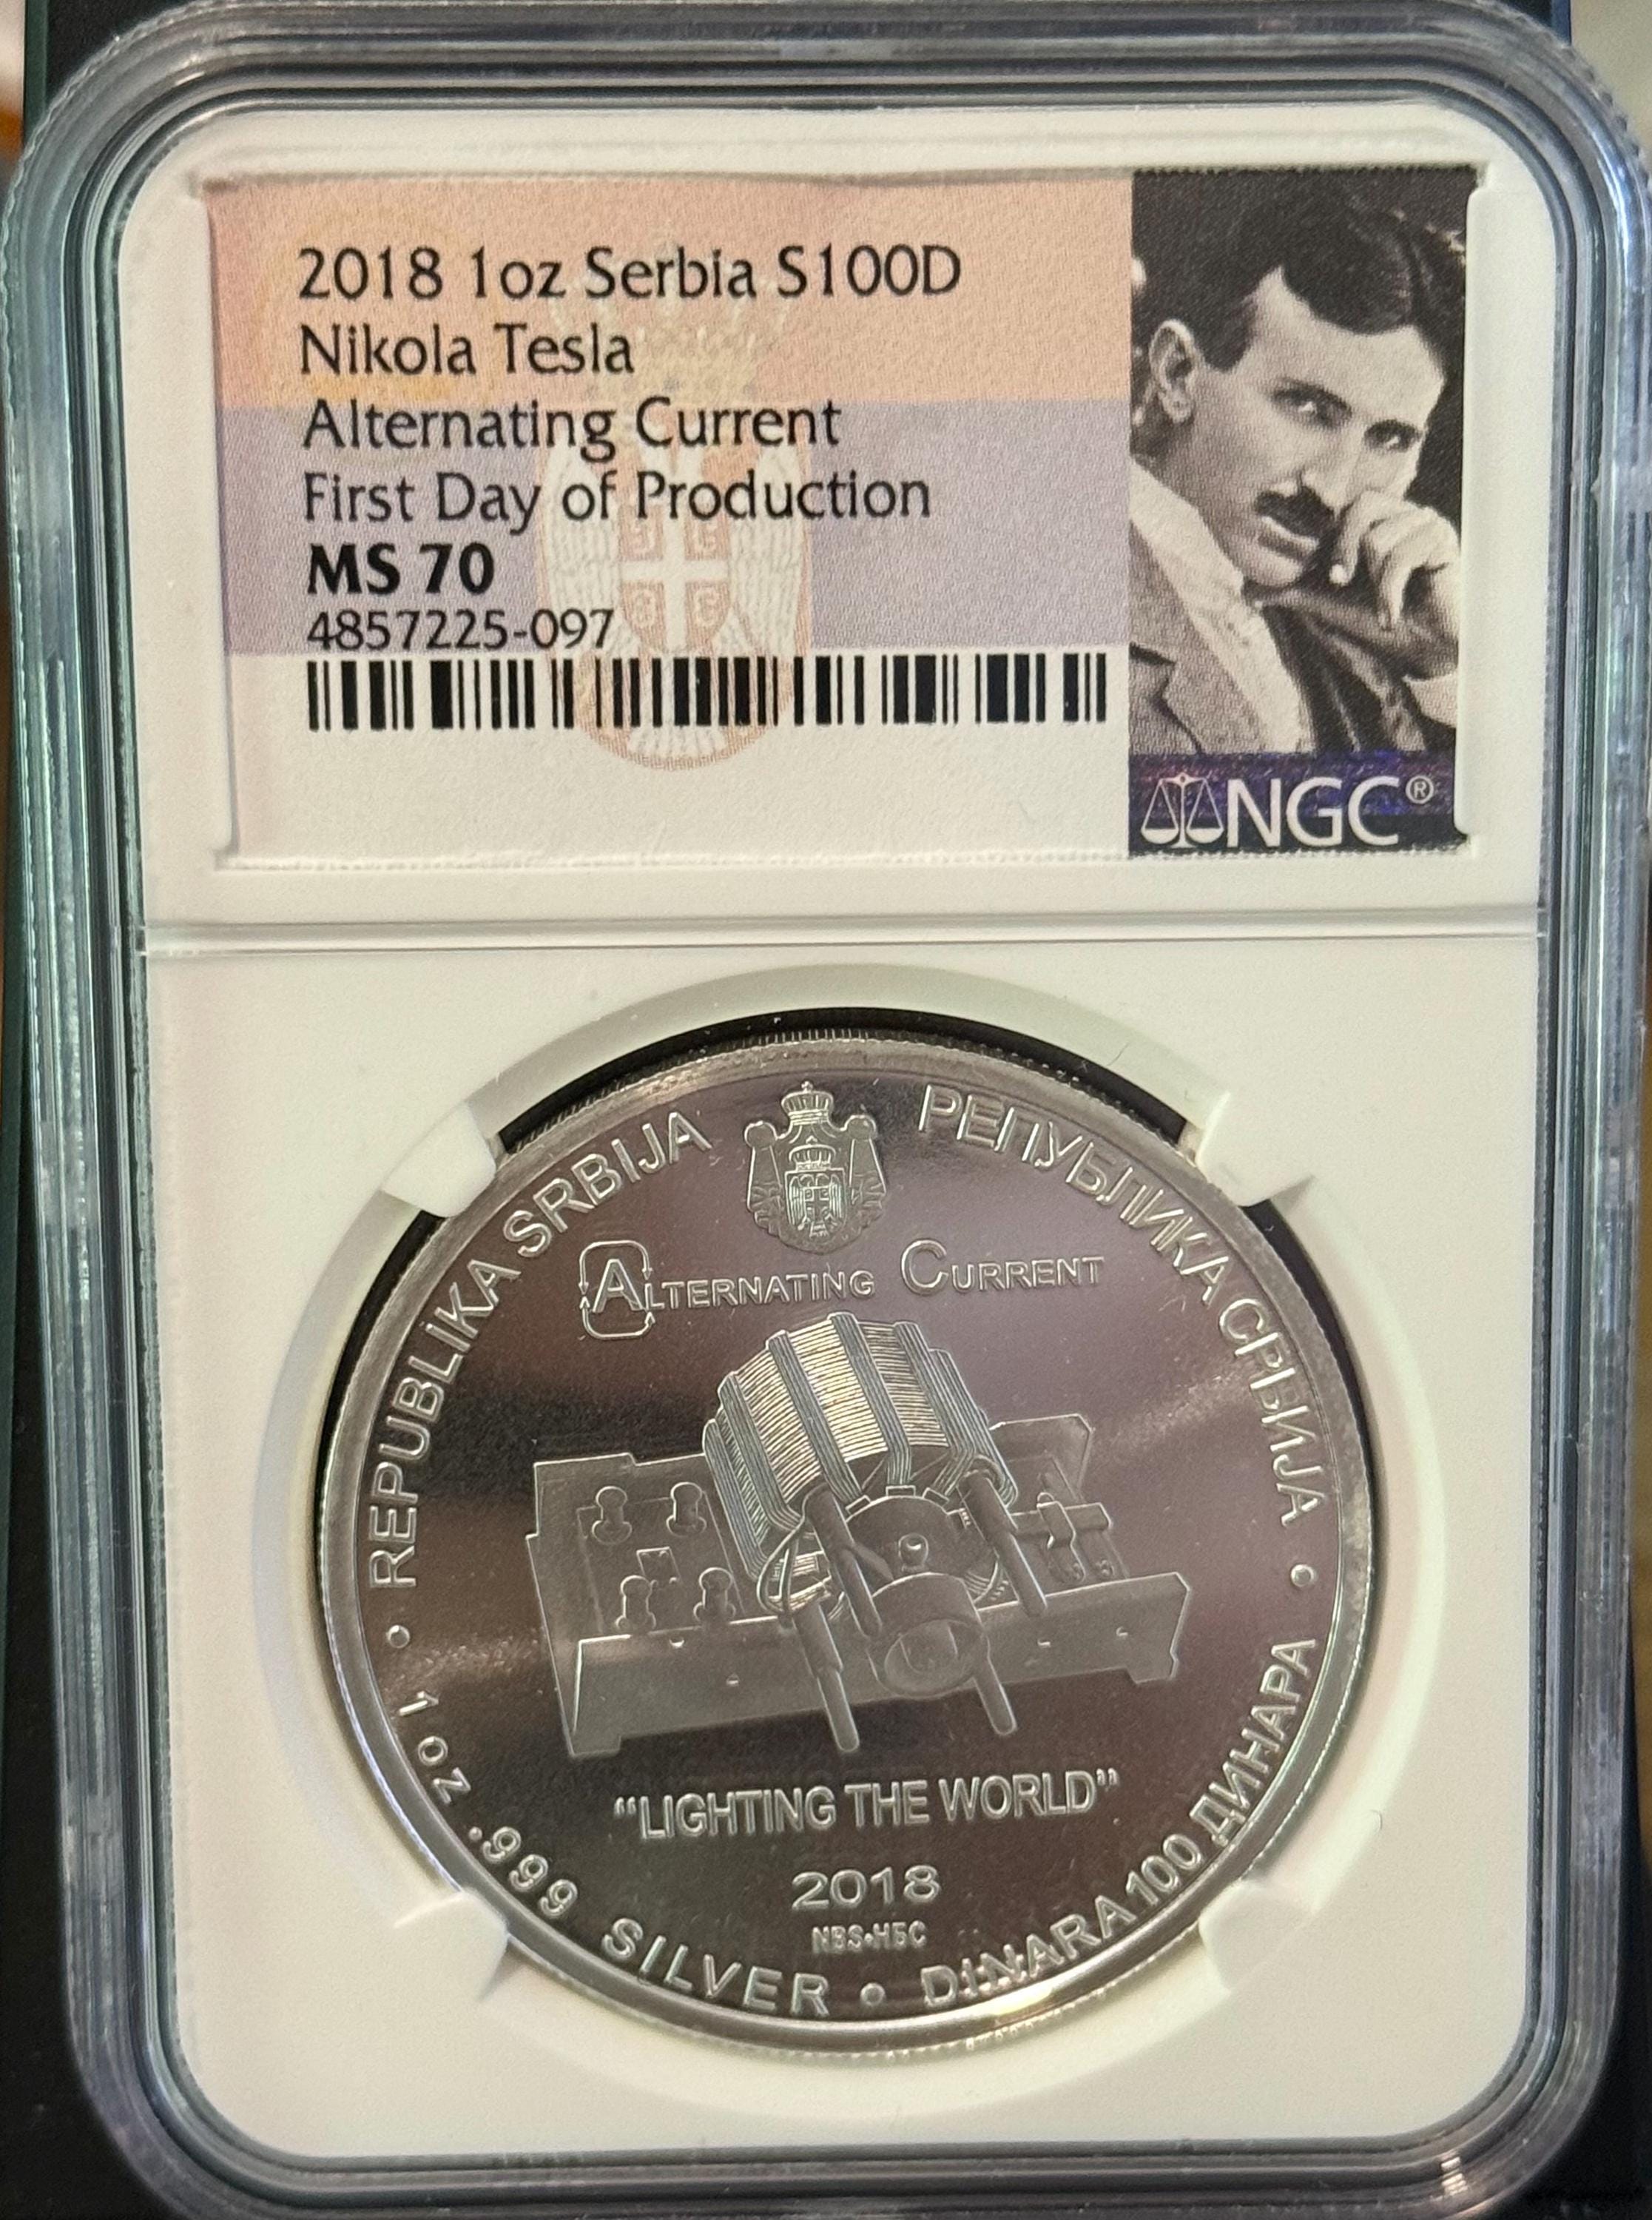 2018 1oz Serbia S100D
Nikola Tesla
Alternating Current
First Day of Production
MS 70
4857225-097
NGC®
• REPUBLIKA SRBIJA
РЕПУБЛИКА СРБИЈА •
ALTERNATING CURRENT
"LIGHTING THE WORLD"
2018
NBS•НБС
1 OZ .999 SILVER • DINARA 100 ДИНАРА